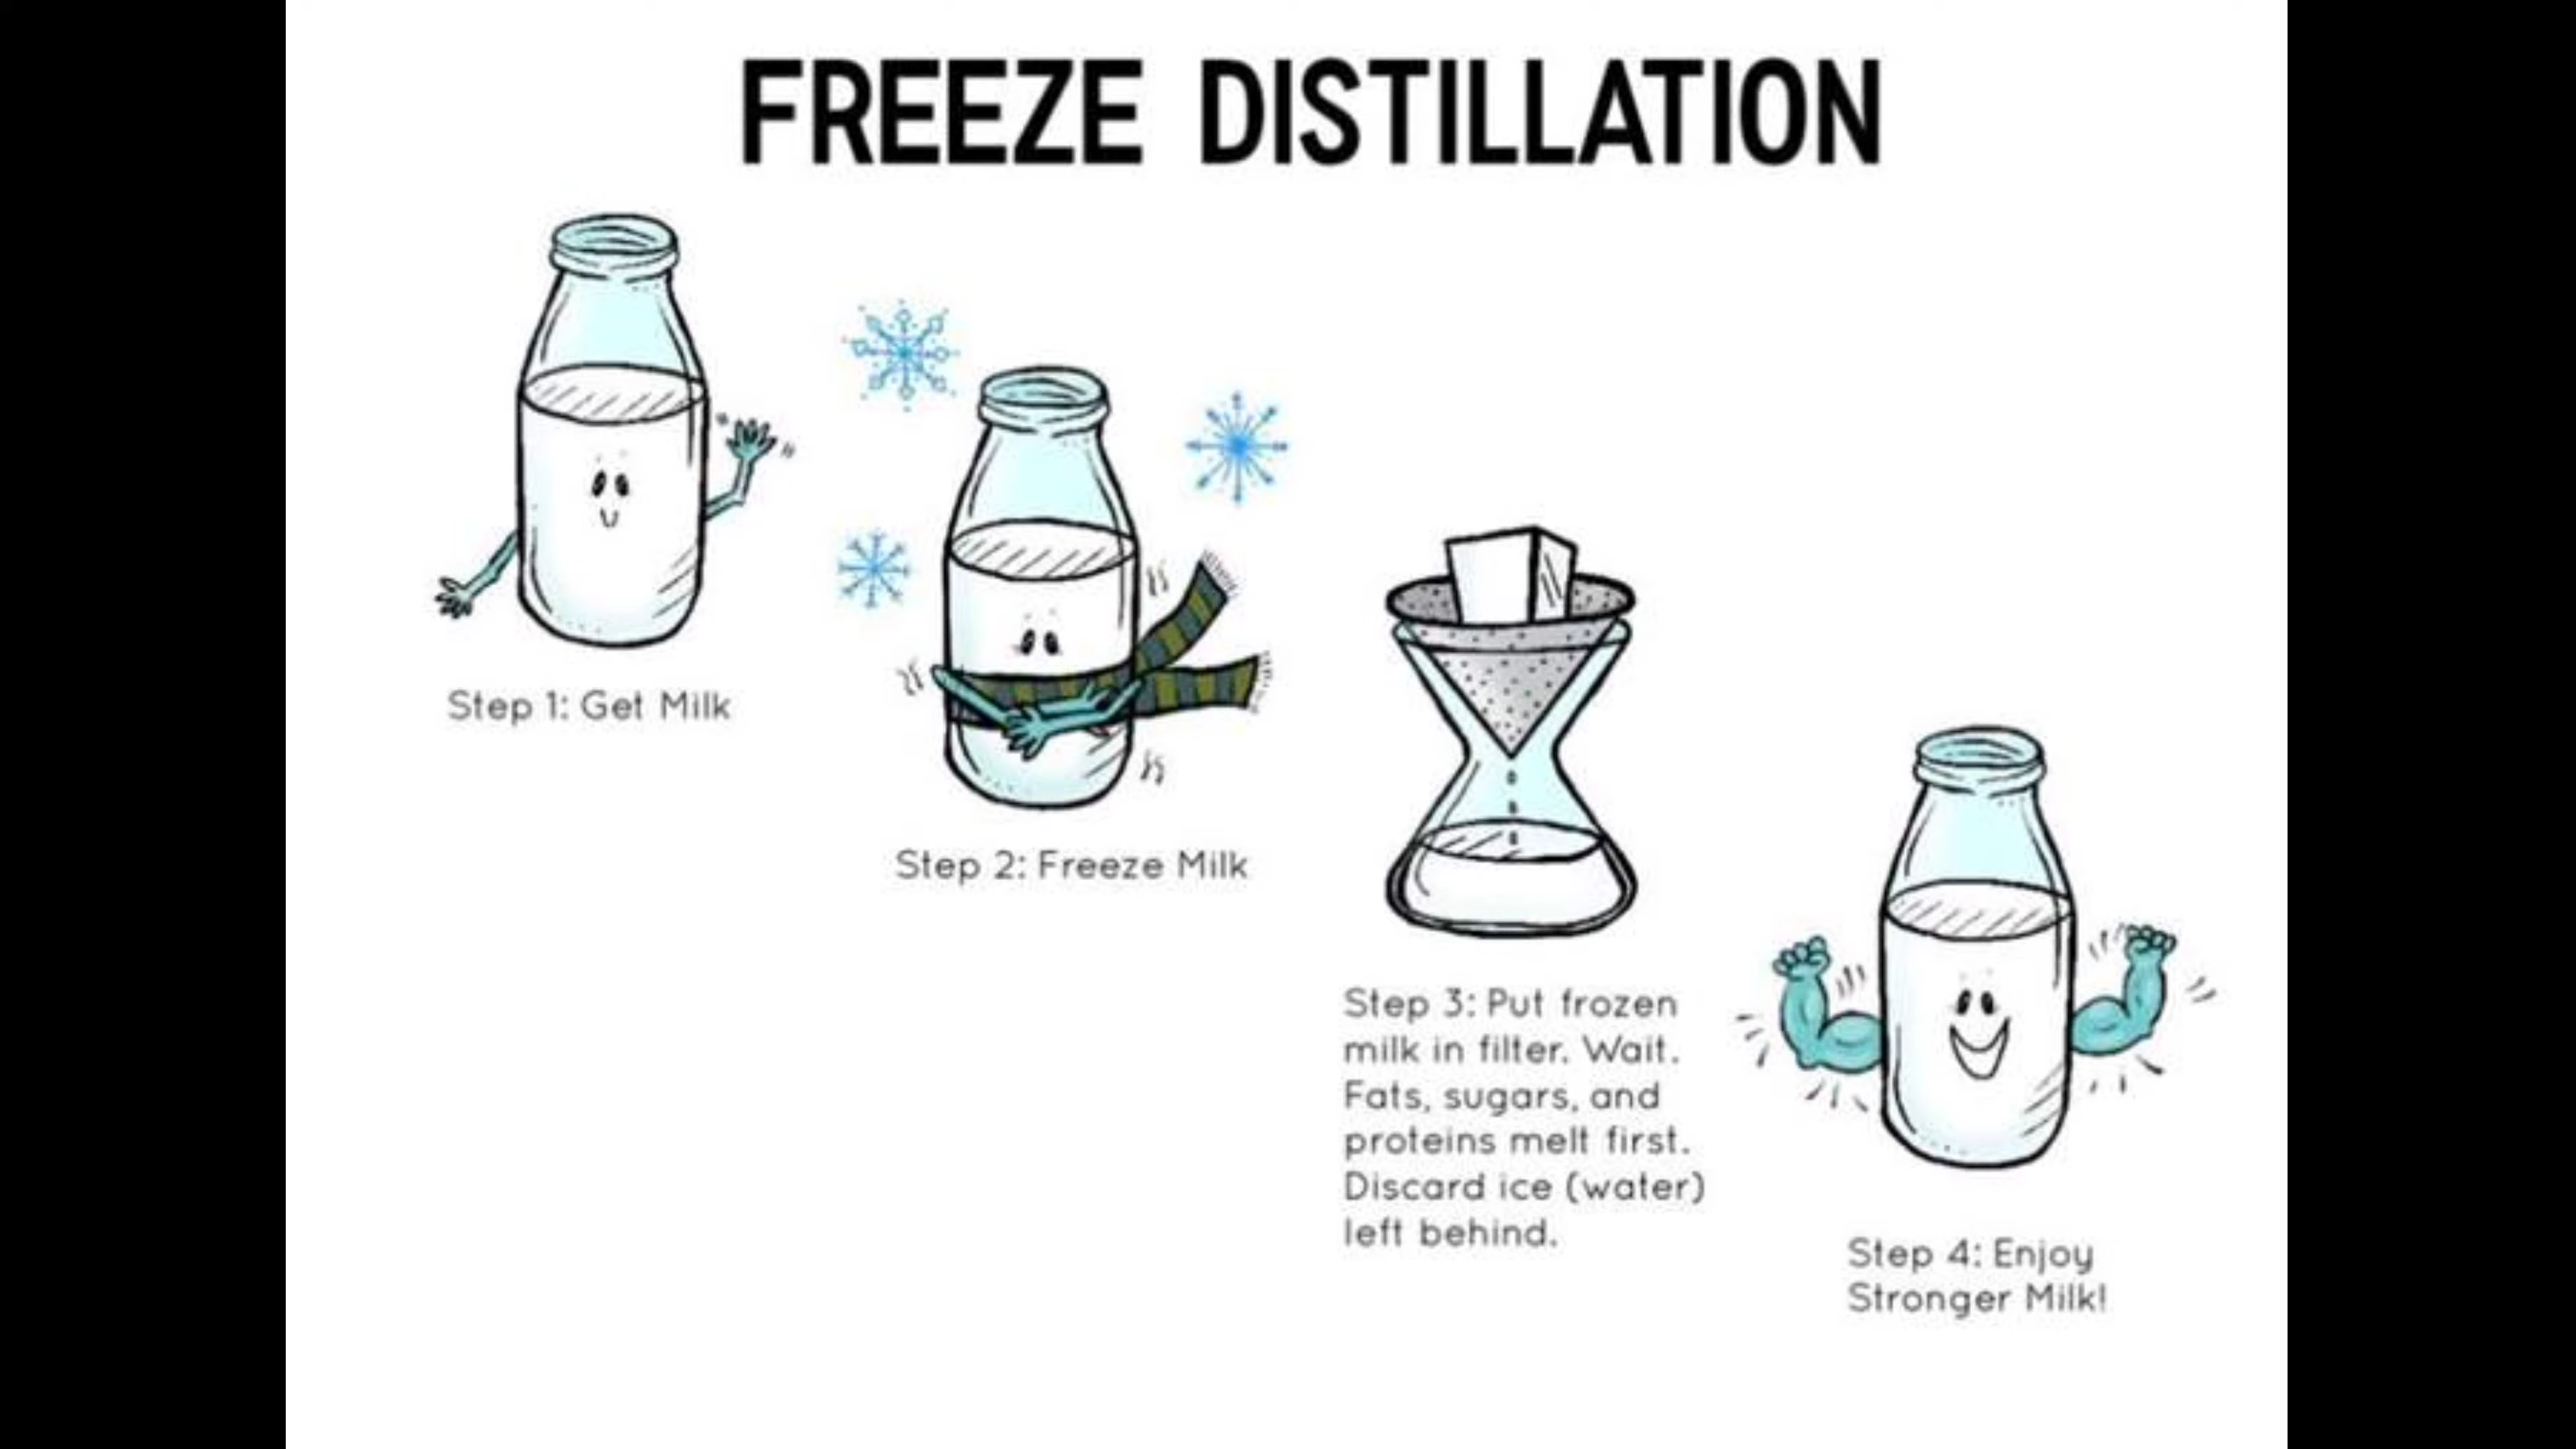 FREEZE DISTILLATION
Step 1: Get Milk
Step 2: Freeze Milk
Step 3: Put frozen
milk in filter. Wait.
Fats, sugars, and
proteins melt first.
Discard ice (water)
left behind.
Step 4: Enjoy
Stronger Milk!